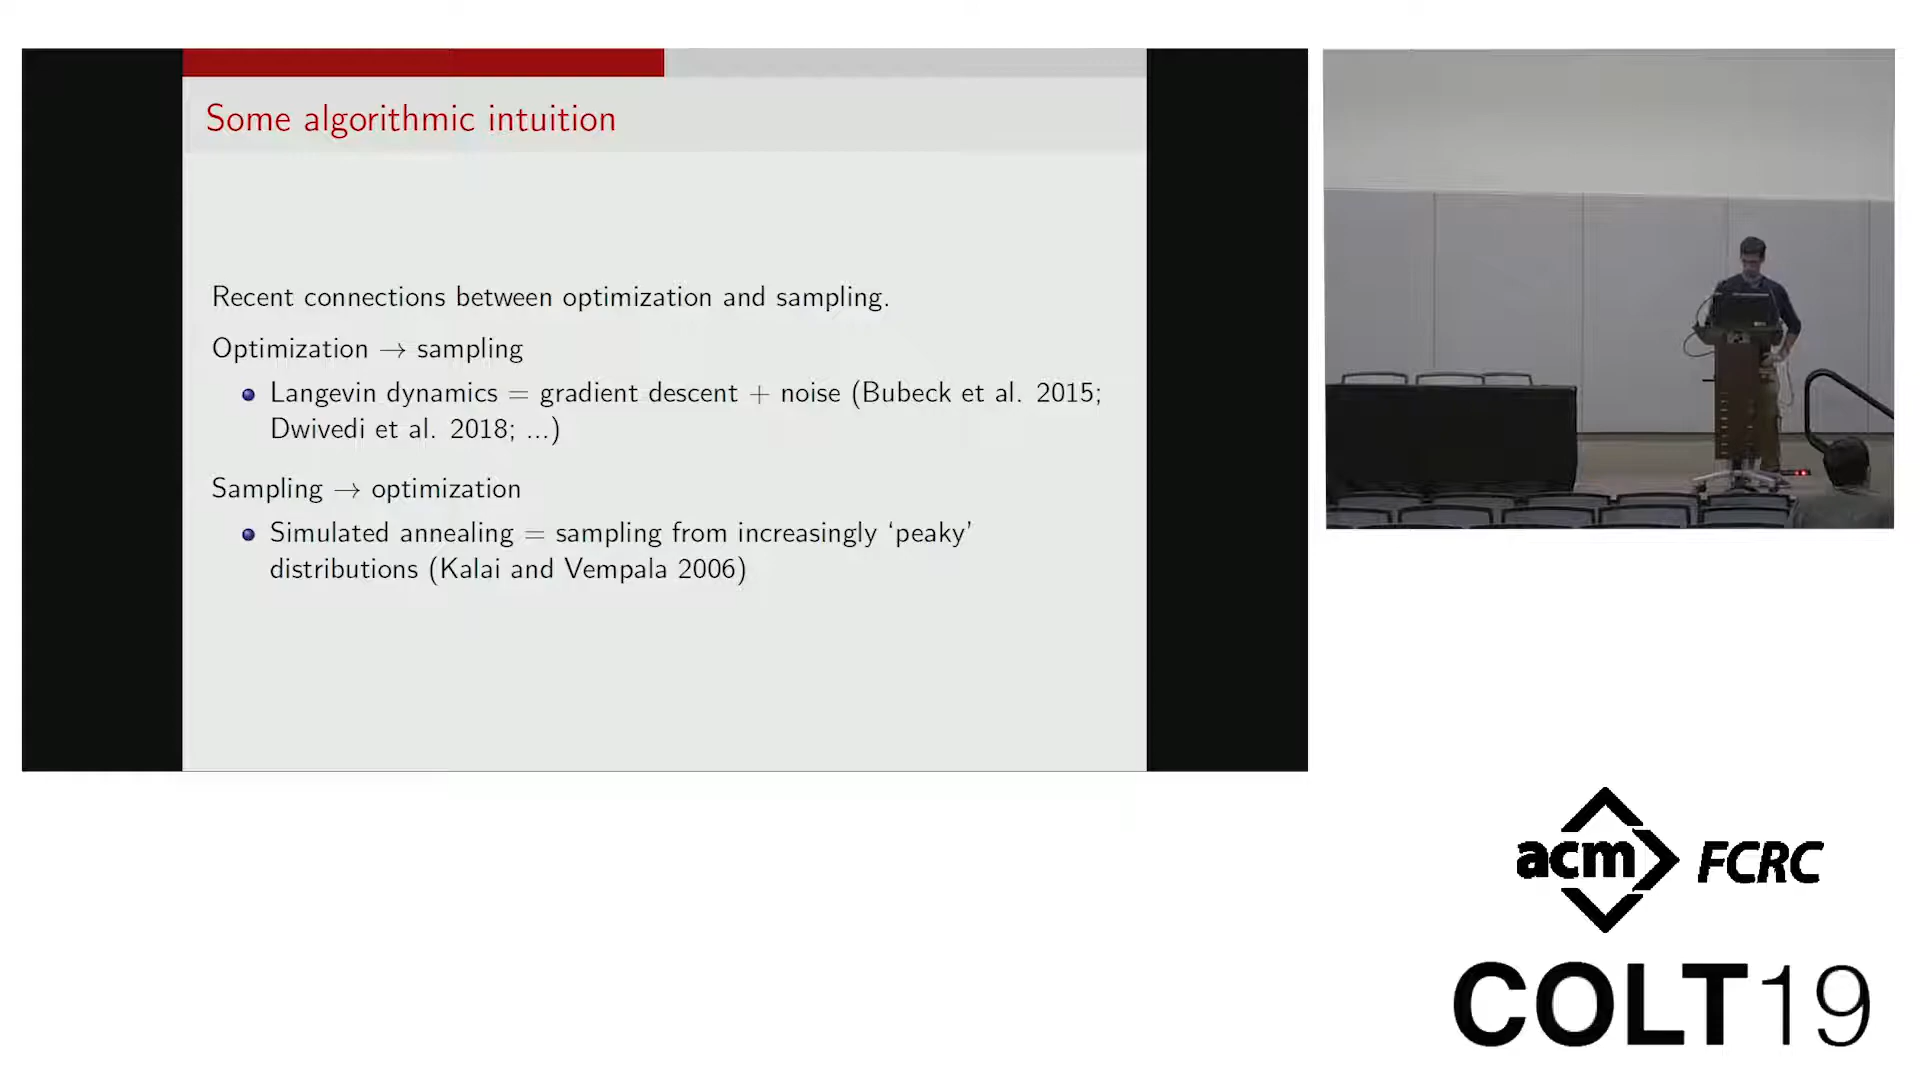 Some algorithmic intuition
Recent connections between optimization and sampling.
Optimization → sampling
Langevin dynamics = gradient descent + noise (Bubeck et al. 2015;
Dwivedi et al. 2018; ...)
Sampling → optimization
Simulated annealing = sampling from increasingly ‘peaky’
distributions (Kalai and Vempala 2006)
acm FCRC
COLT19